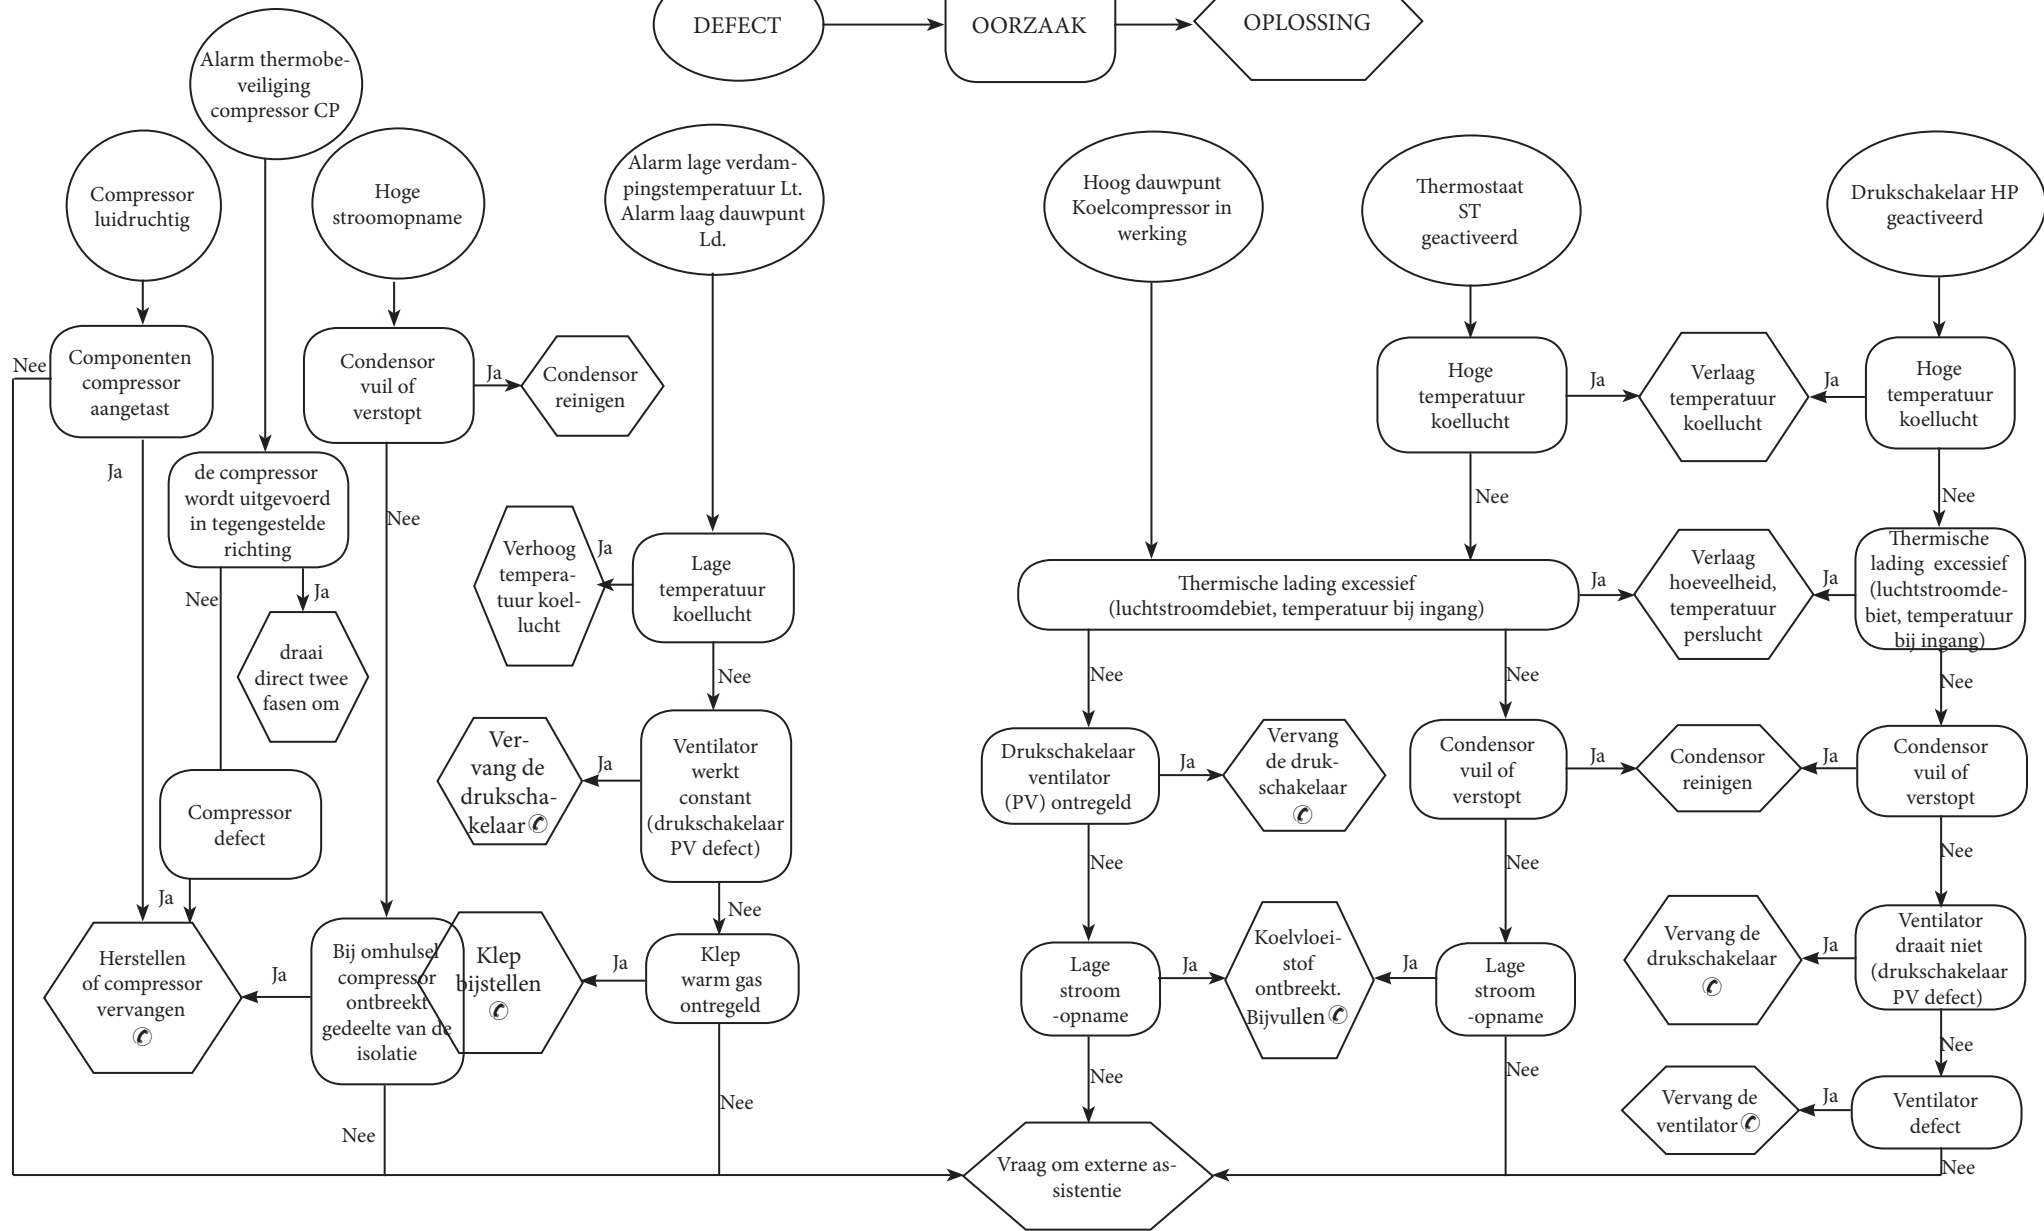 DEFECT
OORZAAK
OPLOSSING
Alarm thermobe-
veiliging
compressor CP
Compressor
luidruchtig
Hoge
stroomopname
Alarm lage verdam-
pingstemperatuur Lt.
Alarm laag dauwpunt
Ld.
Hoog dauwpunt
Koelcompressor in
werking
Thermostaat
ST
geactiveerd
Drukschakelaar HP
geactiveerd
Nee
Componenten
compressor
aangetast
Ja
Condensor
vuil of
verstopt
Ja
Condensor
reinigen
Nee
de compressor
wordt uitgevoerd
in tegengestelde
richting
Nee
Ja
draai
direct twee
fasen om
Compressor
defect
Ja
Herstellen
of compressor
vervangen
✆
Ja
Bij omhulsel
compressor
ontbreekt
gedeelte van de
isolatie
Nee
Verhoog
tempera-
tuur koel-
lucht
Ja
Lage
temperatuur
koellucht
Nee
Ver-
vang de
drukscha-
kelaar ✆
Ja
Ventilator
werkt
constant
(drukschakelaar
PV defect)
Nee
Klep
bijstellen
✆
Ja
Klep
warm gas
ontregeld
Nee
Hoge
temperatuur
koellucht
Ja
Verlaag
temperatuur
koellucht
Ja
Hoge
temperatuur
koellucht
Nee
Nee
Thermische lading excessief
(luchtstroomdebiet, temperatuur bij ingang)
Ja
Verlaag
hoeveelheid,
temperatuur
perslucht
Ja
Thermische
lading excessief
(luchtstroomde-
biet, temperatuur
bij ingang)
Nee
Nee
Nee
Drukschakelaar
ventilator
(PV) ontregeld
Ja
Vervang
de druk-
schakelaar
✆
Condensor
vuil of
verstopt
Ja
Condensor
reinigen
Ja
Condensor
vuil of
verstopt
Nee
Nee
Nee
Lage
stroom
-opname
Ja
Koelvloei-
stof
ontbreekt.
Bijvullen ✆
Ja
Lage
stroom
-opname
Vervang de
drukschakelaar
✆
Ja
Ventilator
draait niet
(drukschakelaar
PV defect)
Nee
Nee
Nee
Vervang de
ventilator ✆
Ja
Ventilator
defect
Nee
Vraag om externe as-
sistentie